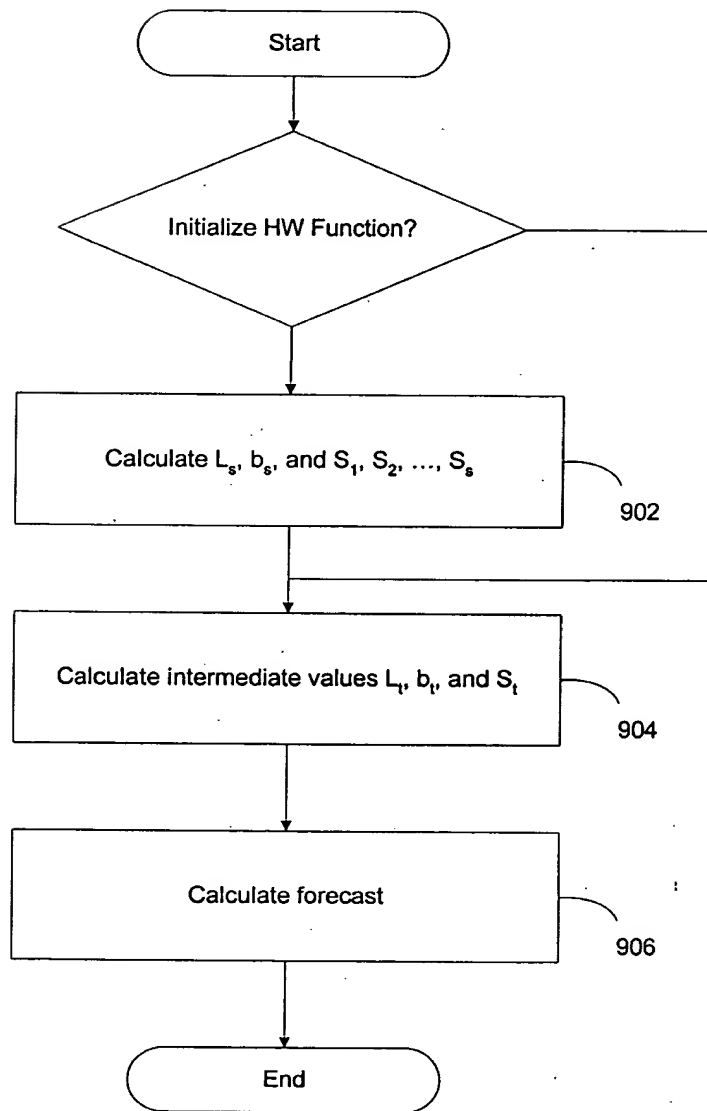 Start
Initialize HW Function?
Calculate Lₛ, bₛ, and S₁, S₂, ..., Sₛ
902
Calculate intermediate values Lₜ, bₜ, and Sₜ
904
Calculate forecast
906
End